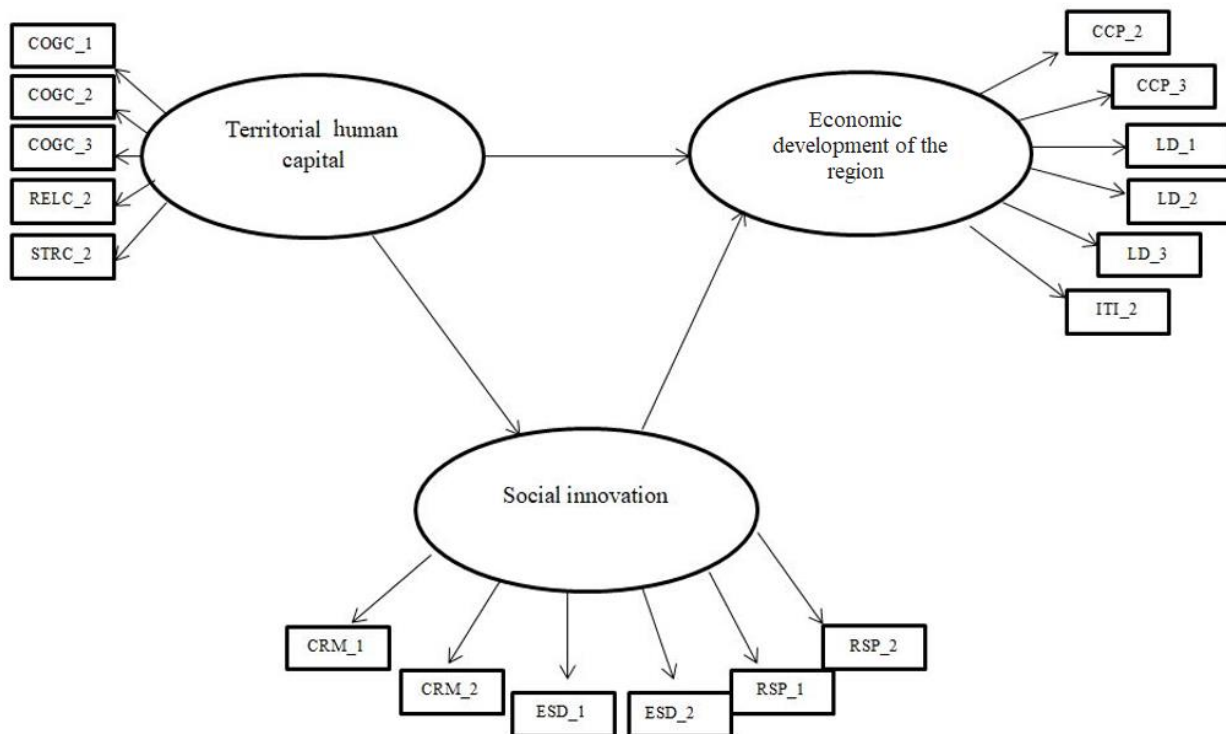 COGC_1
COGC_2
COGC_3
RELC_2
STRC_2
Territorial human
capital
Economic
development of the
region
CCP_2
CCP_3
LD_1
LD_2
LD_3
ITI_2
Social innovation
CRM_1
CRM_2
ESD_1
ESD_2
RSP_1
RSP_2